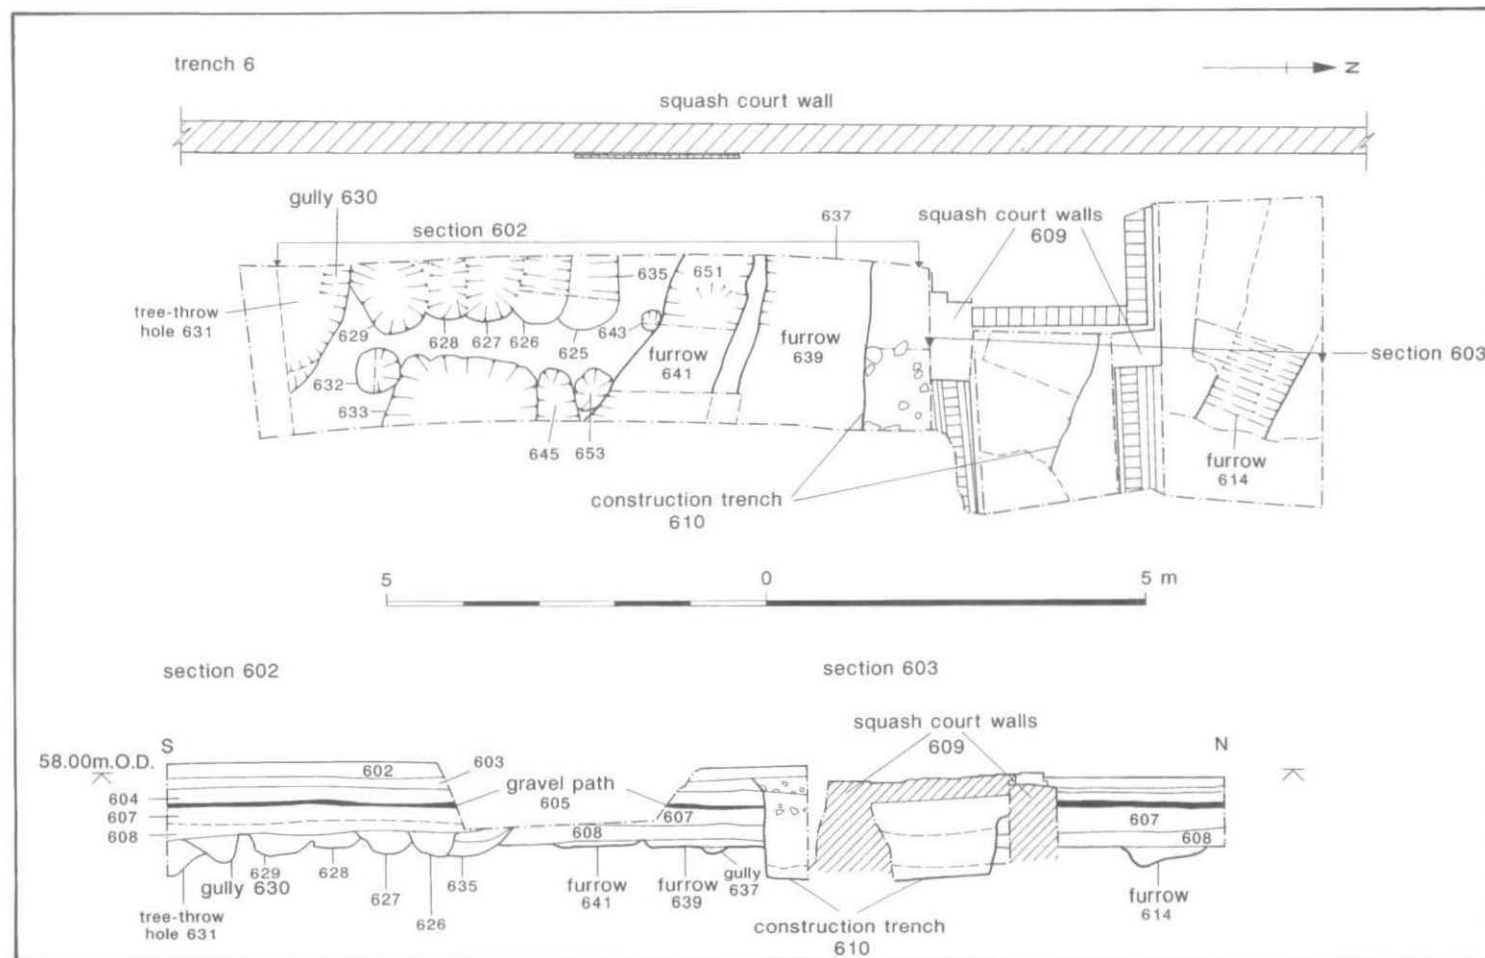 trench 6
N
squash court wall
gully 630
section 602
637
squash court walls
609
tree-throw
hole 631
629
628
627
626
625
635
643
651
furrow
641
furrow
639
section 603
632
633
645
653
furrow
614
construction trench
610
5
0
5 m
section 602
section 603
squash court walls
609
S
N
58.00m.O.D.
602
603
604
gravel path
605
607
607
607
608
608
608
629
628
gully 630
627
635
626
furrow
641
furrow
639
gully
637
tree-throw
hole 631
construction trench
610
furrow
614